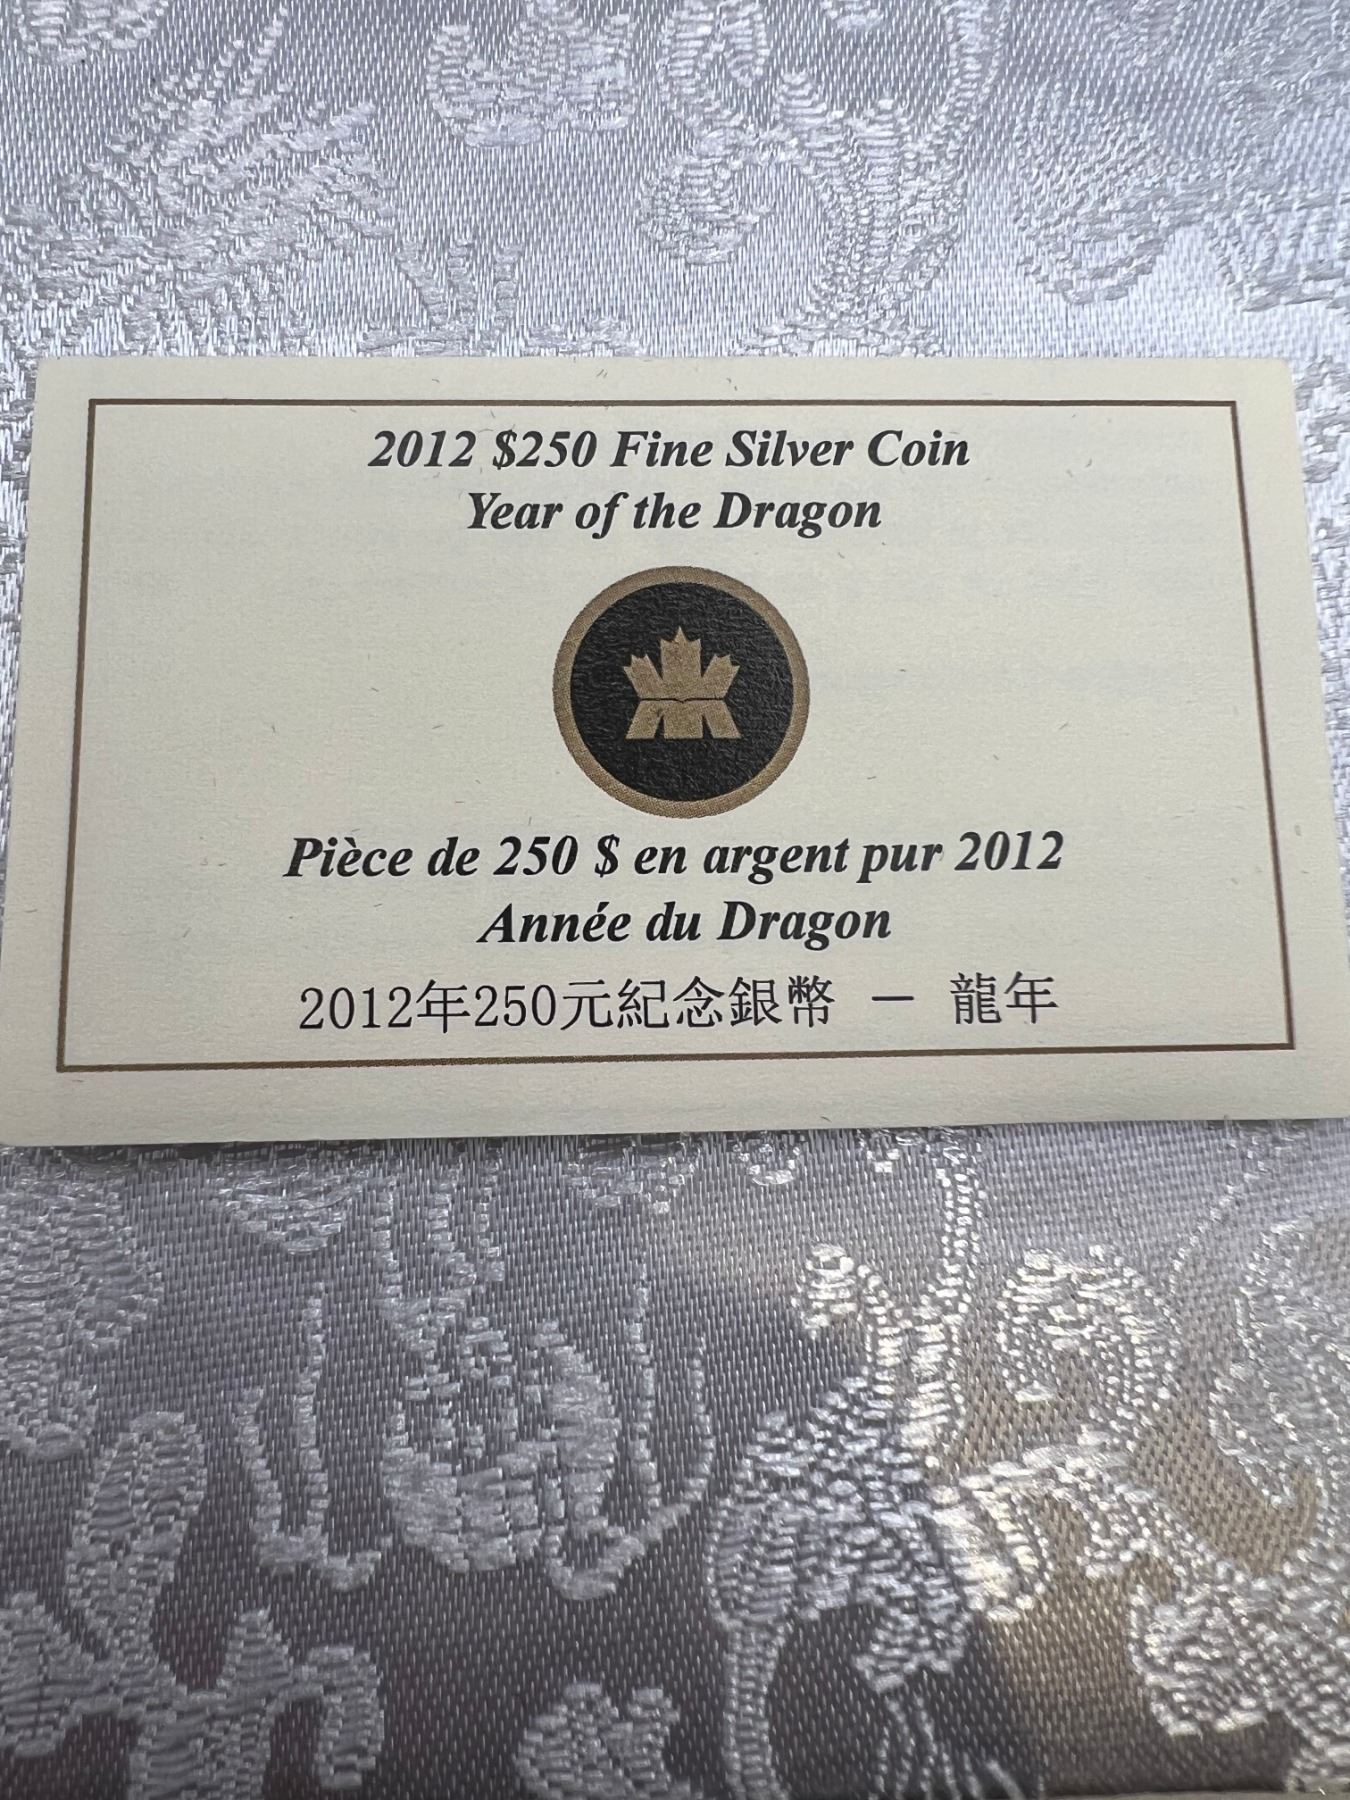 2012 $250 Fine Silver Coin
Year of the Dragon
Pièce de 250 $ en argent pur 2012
Année du Dragon
2012年250元紀念銀幣 － 龍年